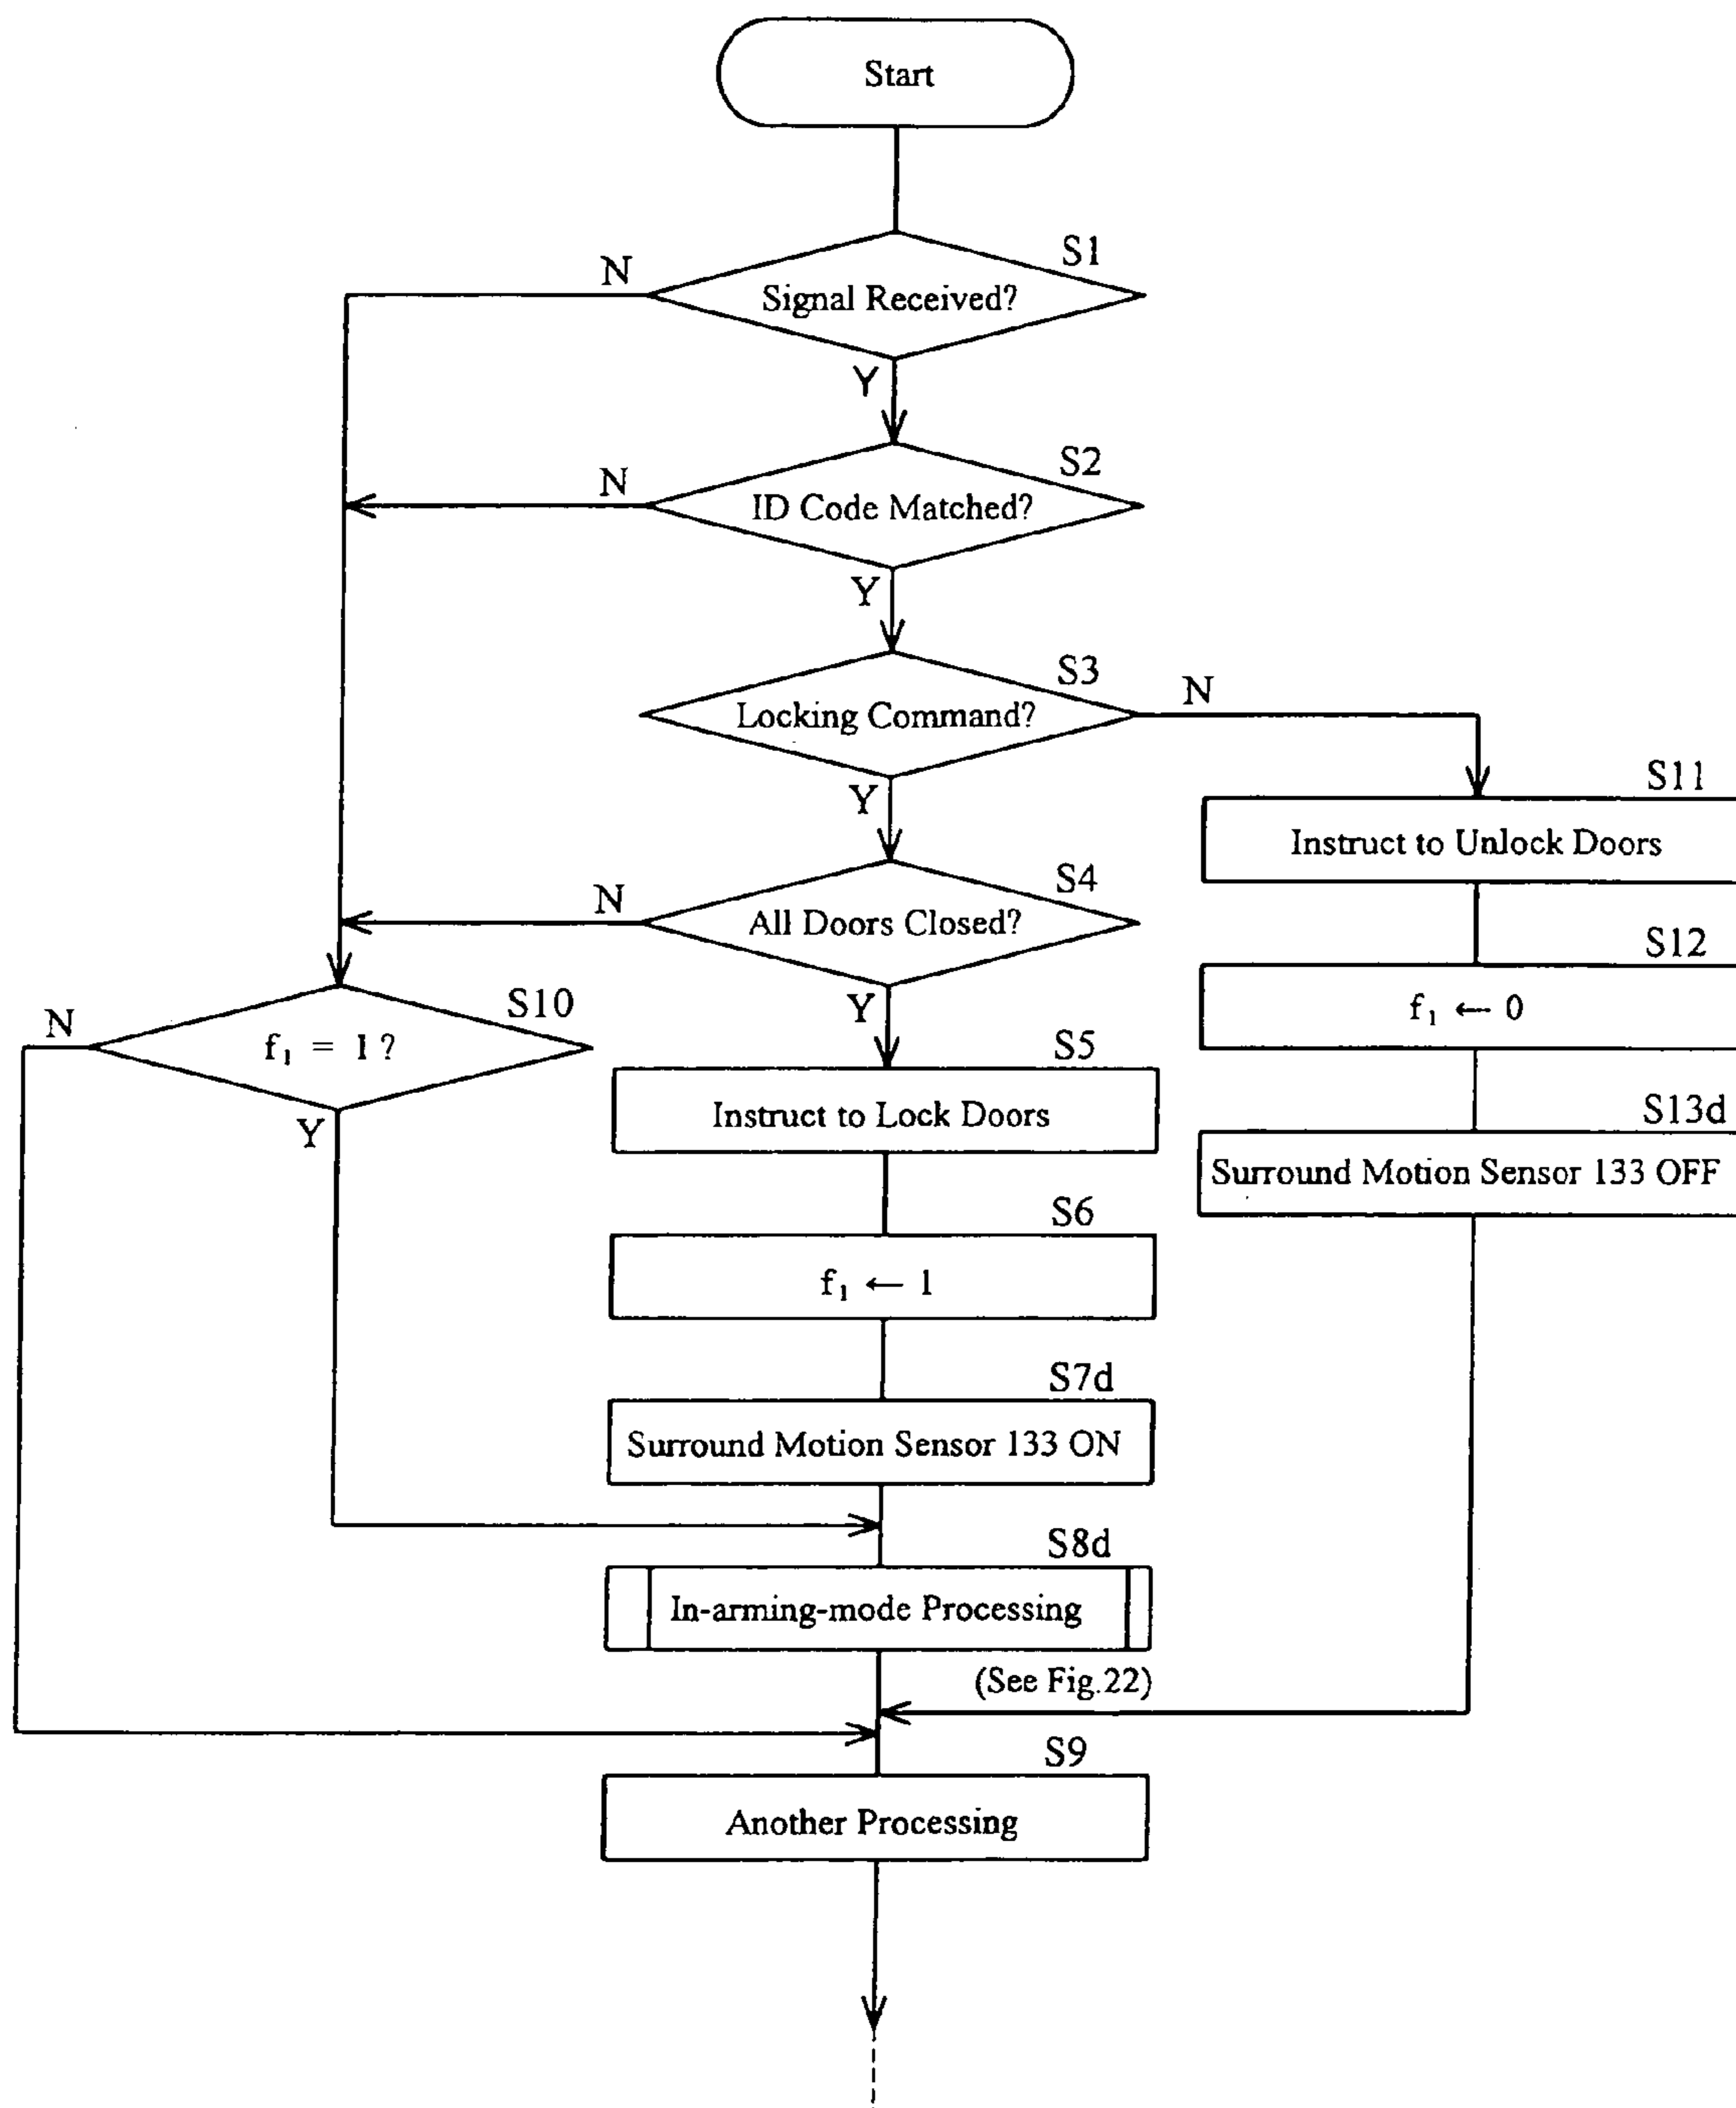 Start
S1
N
Signal Received?
Y
S2
N
ID Code Matched?
Y
S3
N
Locking Command?
Y
S11
Instruct to Unlock Doors
S4
N
All Doors Closed?
Y
S12
f₁ ← 0
S10
N
f₁ = 1 ?
Y
S5
Instruct to Lock Doors
S13d
Surround Motion Sensor 133 OFF
S6
f₁ ← 1
S7d
Surround Motion Sensor 133 ON
S8d
In-arming-mode Processing
(See Fig.22)
S9
Another Processing